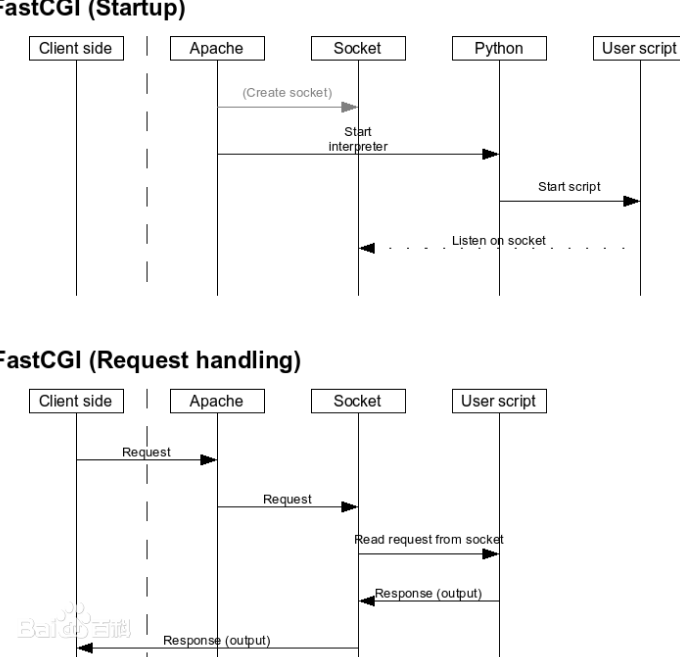 FastCGI (Startup)
Client side
Apache
Socket
Python
User script
(Create socket)
Start
interpreter
Start script
Listen on socket
FastCGI (Request handling)
Client side
Apache
Socket
User script
Request
Request
Read request from socket
Response (output)
Response (output)
Baidu百科